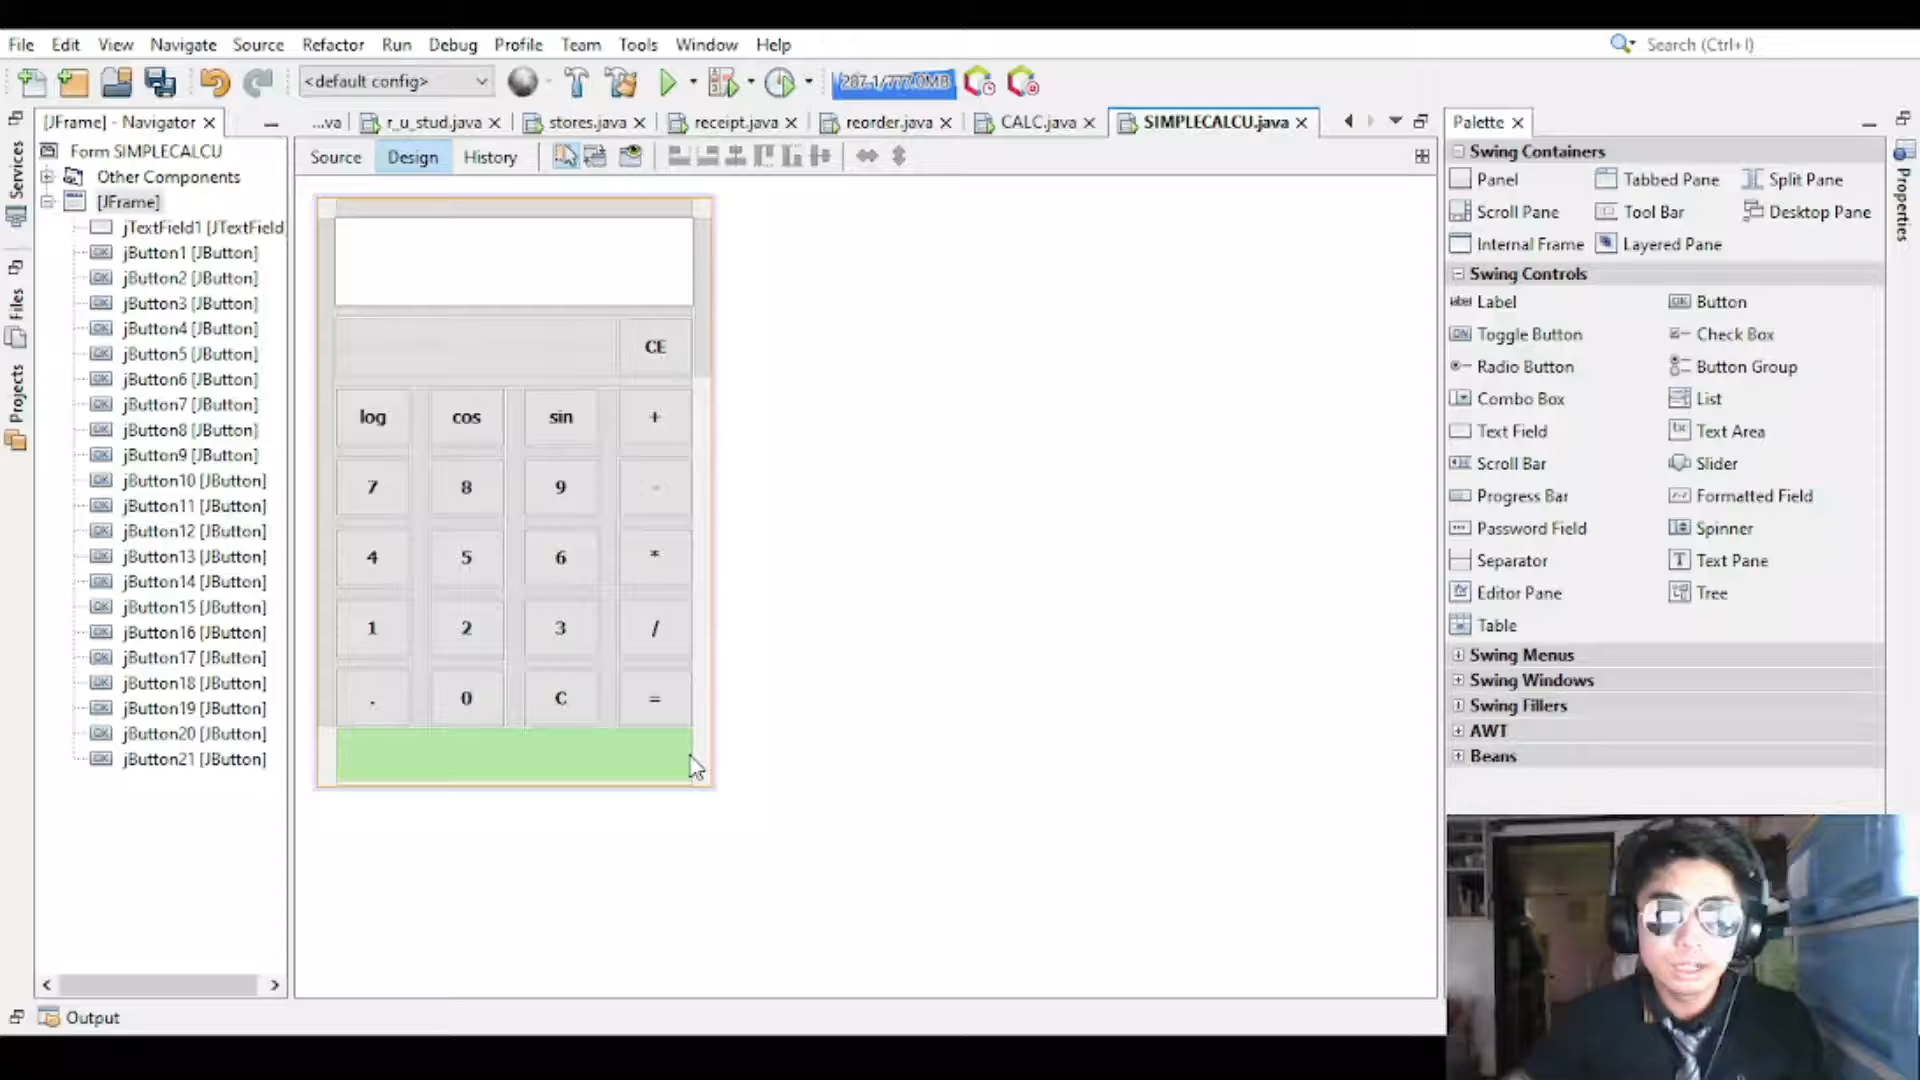 File Edit View Navigate Source Refactor Run Debug Profile Team Tools Window Help
Search (Ctrl+I)
<default config>
287.1/777.0MB
[JFrame] - Navigator
...va
r_u_stud.java
stores.java
receipt.java
reorder.java
CALC.java
SIMPLECALCU.java
Palette
Source Design History
Services
Files
Projects
Properties
Form SIMPLECALCU
Other Components
[JFrame]
jTextField1 [JTextField
jButton1 [JButton]
jButton2 [JButton]
jButton3 [JButton]
jButton4 [JButton]
jButton5 [JButton]
jButton6 [JButton]
jButton7 [JButton]
jButton8 [JButton]
jButton9 [JButton]
jButton10 [JButton]
jButton11 [JButton]
jButton12 [JButton]
jButton13 [JButton]
jButton14 [JButton]
jButton15 [JButton]
jButton16 [JButton]
jButton17 [JButton]
jButton18 [JButton]
jButton19 [JButton]
jButton20 [JButton]
jButton21 [JButton]
CE
log cos sin +
7 8 9 -
4 5 6 *
1 2 3 /
. 0 C =
Swing Containers
Panel Tabbed Pane Split Pane
Scroll Pane Tool Bar Desktop Pane
Internal Frame Layered Pane
Swing Controls
Label Button
Toggle Button Check Box
Radio Button Button Group
Combo Box List
Text Field Text Area
Scroll Bar Slider
Progress Bar Formatted Field
Password Field Spinner
Separator Text Pane
Editor Pane Tree
Table
Swing Menus
Swing Windows
Swing Fillers
AWT
Beans
Output